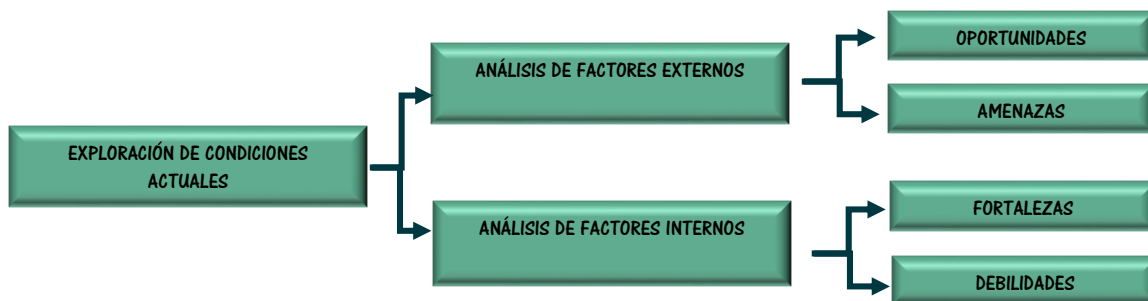 EXPLORACIÓN DE CONDICIONES
ACTUALES
ANÁLISIS DE FACTORES EXTERNOS
OPORTUNIDADES
AMENAZAS
ANÁLISIS DE FACTORES INTERNOS
FORTALEZAS
DEBILIDADES